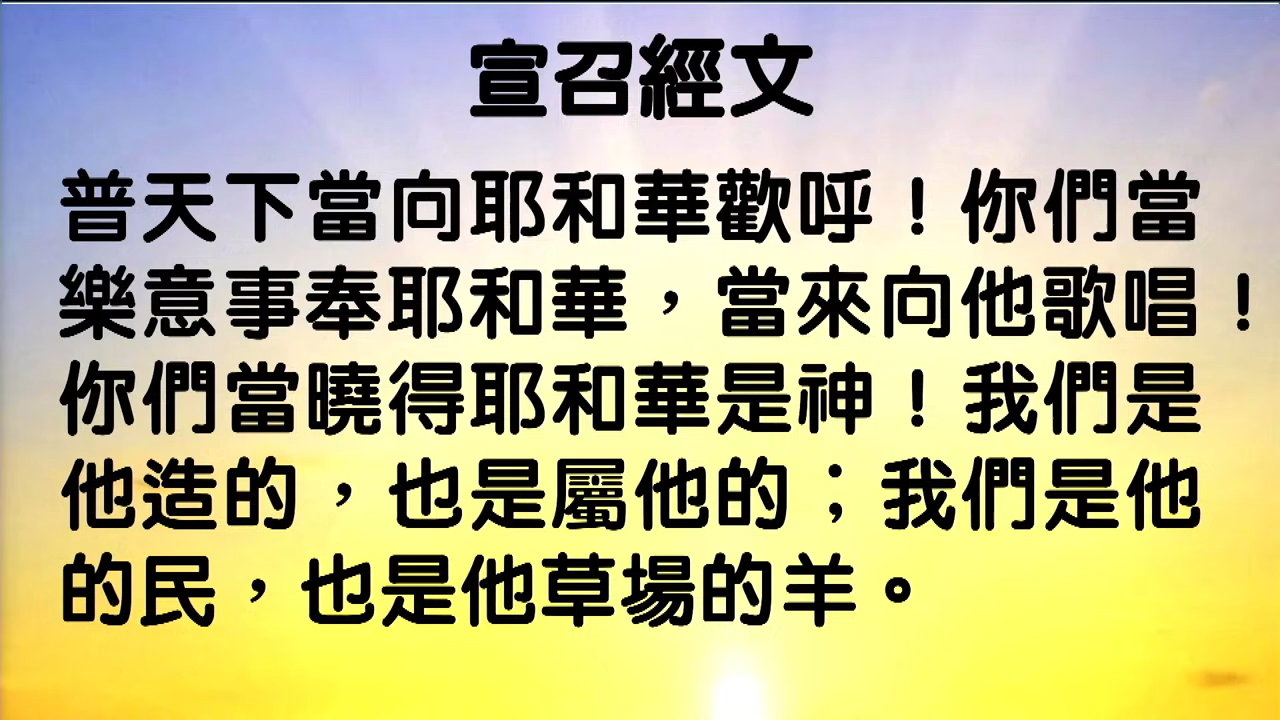 宣召經文
普天下當向耶和華歡呼！你們當
樂意事奉耶和華，當來向他歌唱！
你們當曉得耶和華是神！我們是
他造的，也是屬他的；我們是他
的民，也是他草場的羊。